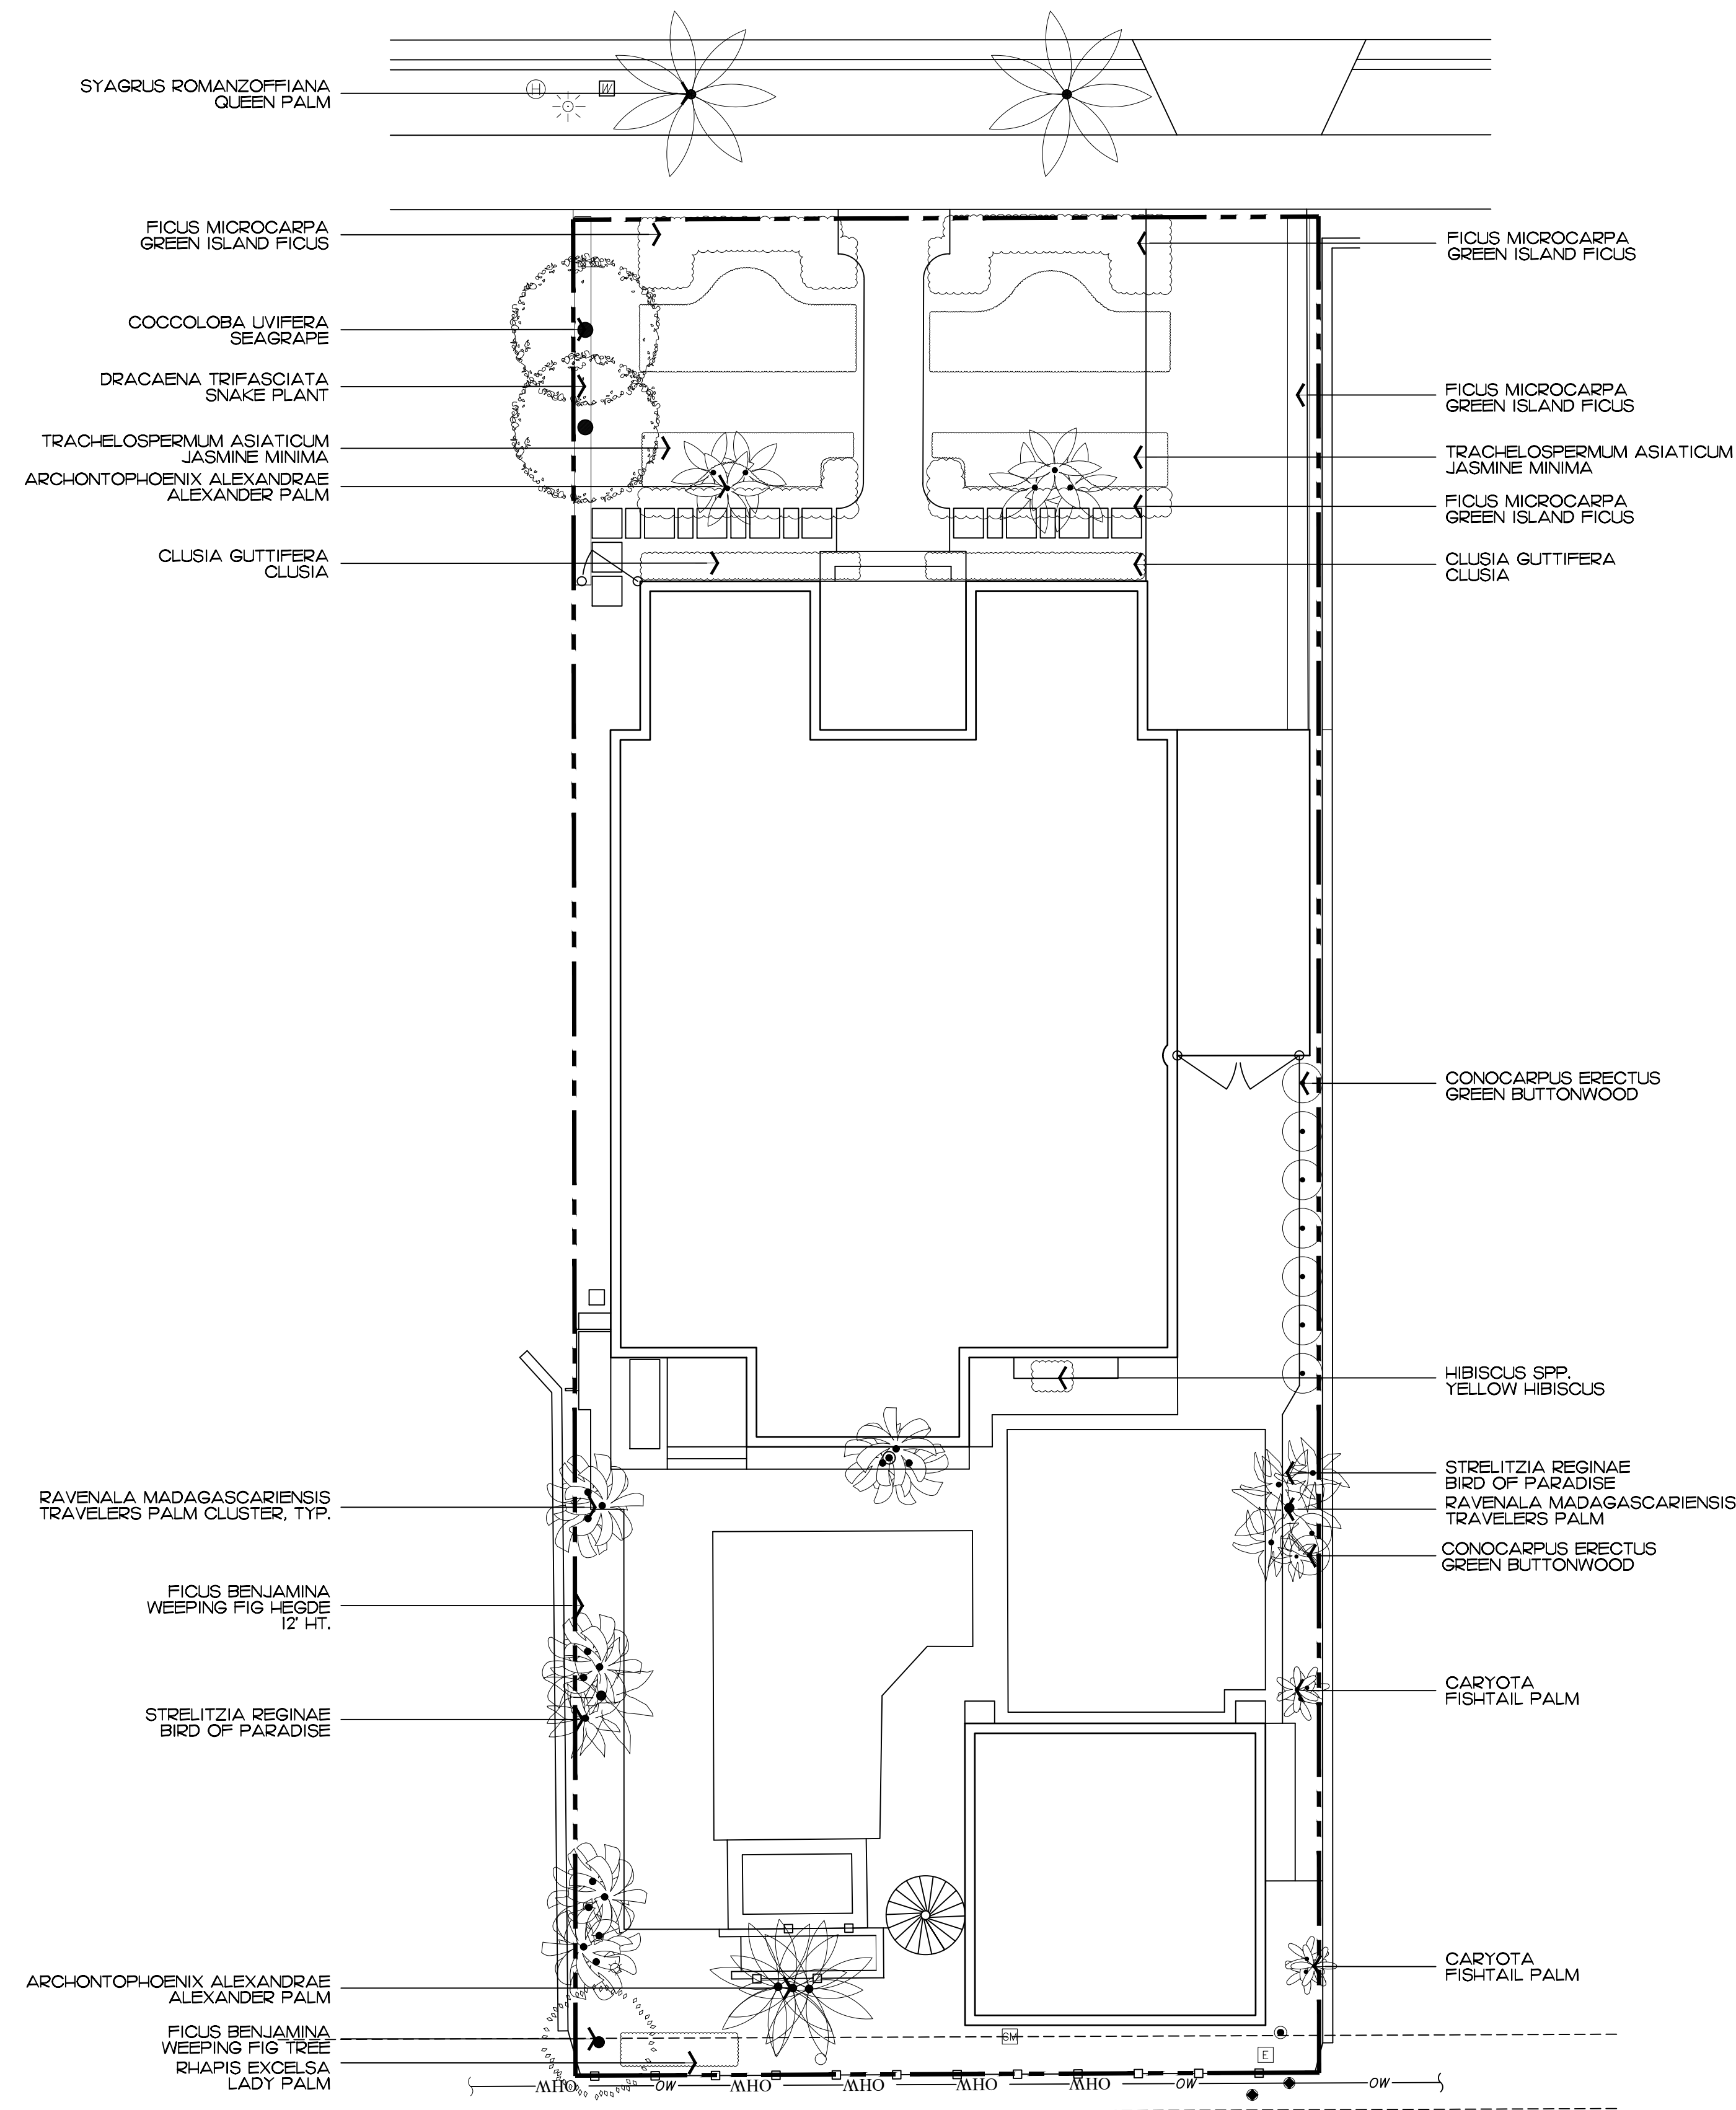 SYAGRUS ROMANZOFFIANA
QUEEN PALM
H
W
FICUS MICROCARPA
GREEN ISLAND FICUS
COCCOLOBA UVIFERA
SEAGRAPE
DRACAENA TRIFASCIATA
SNAKE PLANT
TRACHELOSPERMUM ASIATICUM
JASMINE MINIMA
ARCHONTOPHOENIX ALEXANDRAE
ALEXANDER PALM
CLUSIA GUTTIFERA
CLUSIA
RAVENALA MADAGASCARIENSIS
TRAVELERS PALM CLUSTER, TYP.
FICUS BENJAMINA
WEEPING FIG HEGDE
12' HT.
STRELITZIA REGINAE
BIRD OF PARADISE
ARCHONTOPHOENIX ALEXANDRAE
ALEXANDER PALM
FICUS BENJAMINA
WEEPING FIG TREE
RHAPIS EXCELSA
LADY PALM
FICUS MICROCARPA
GREEN ISLAND FICUS
FICUS MICROCARPA
GREEN ISLAND FICUS
TRACHELOSPERMUM ASIATICUM
JASMINE MINIMA
FICUS MICROCARPA
GREEN ISLAND FICUS
CLUSIA GUTTIFERA
CLUSIA
CONOCARPUS ERECTUS
GREEN BUTTONWOOD
HIBISCUS SPP.
YELLOW HIBISCUS
STRELITZIA REGINAE
BIRD OF PARADISE
RAVENALA MADAGASCARIENSIS
TRAVELERS PALM
CONOCARPUS ERECTUS
GREEN BUTTONWOOD
CARYOTA
FISHTAIL PALM
CARYOTA
FISHTAIL PALM
SM
E
OHW OW OHW OHW OHW OHW OW OW